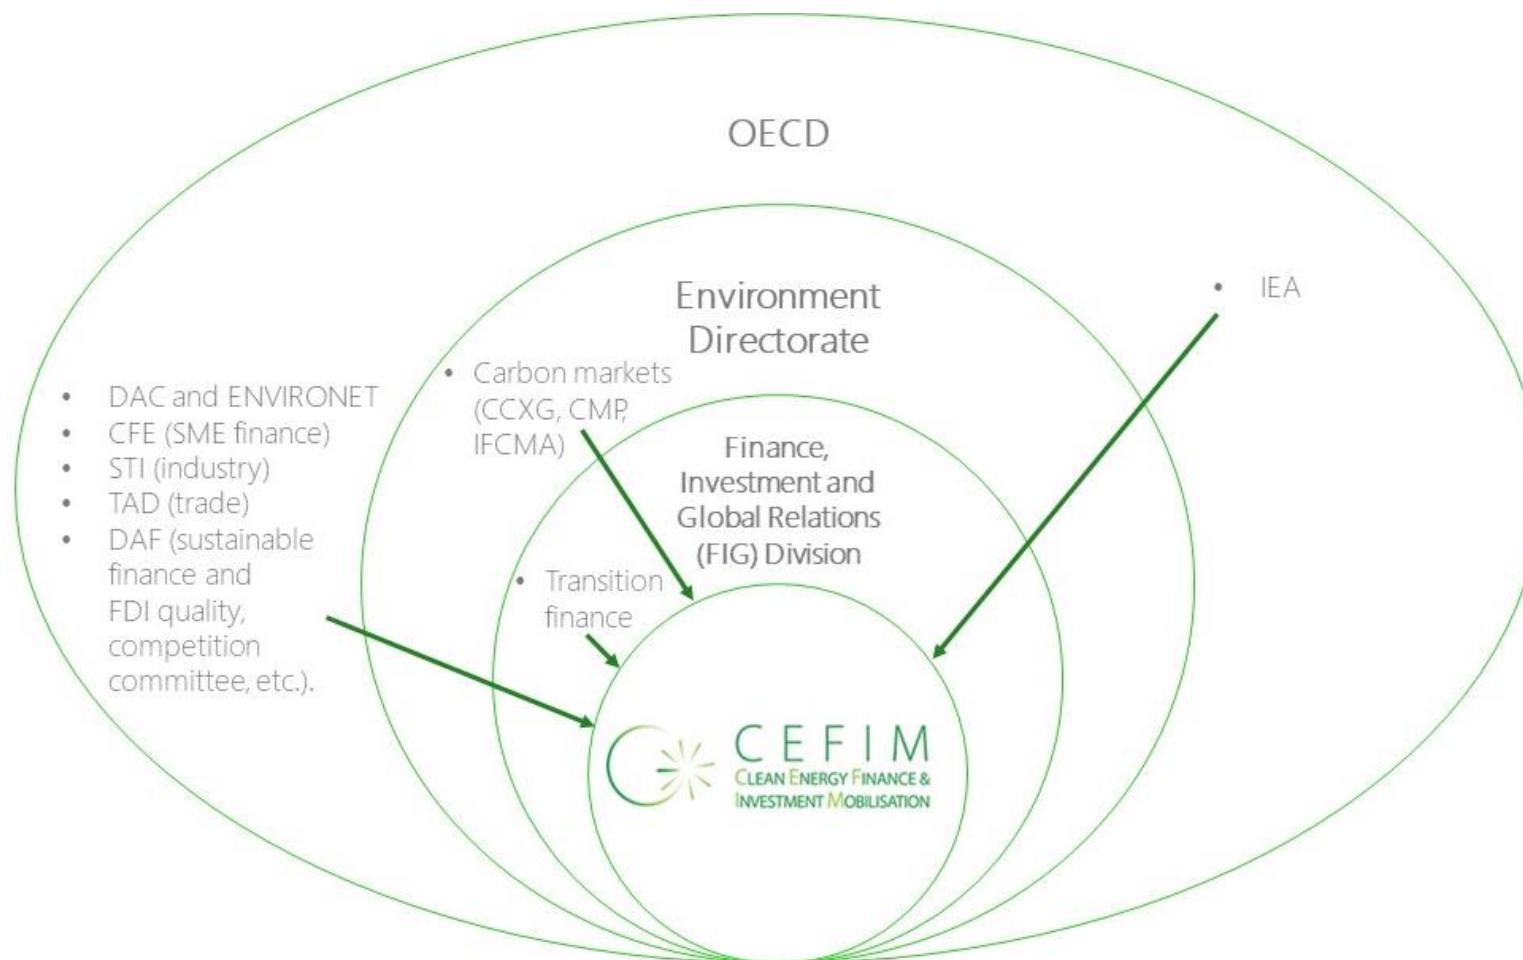 OECD
Environment
Directorate
• IEA
• Carbon markets
(CCXG, CMP,
IFCMA)
• DAC and ENVIRONET
• CFE (SME finance)
• STI (industry)
• TAD (trade)
• DAF (sustainable
finance and
FDI quality,
competition
committee, etc.).
Finance,
Investment and
Global Relations
(FIG) Division
• Transition
finance
CEFIM
CLEAN ENERGY FINANCE &
INVESTMENT MOBILISATION